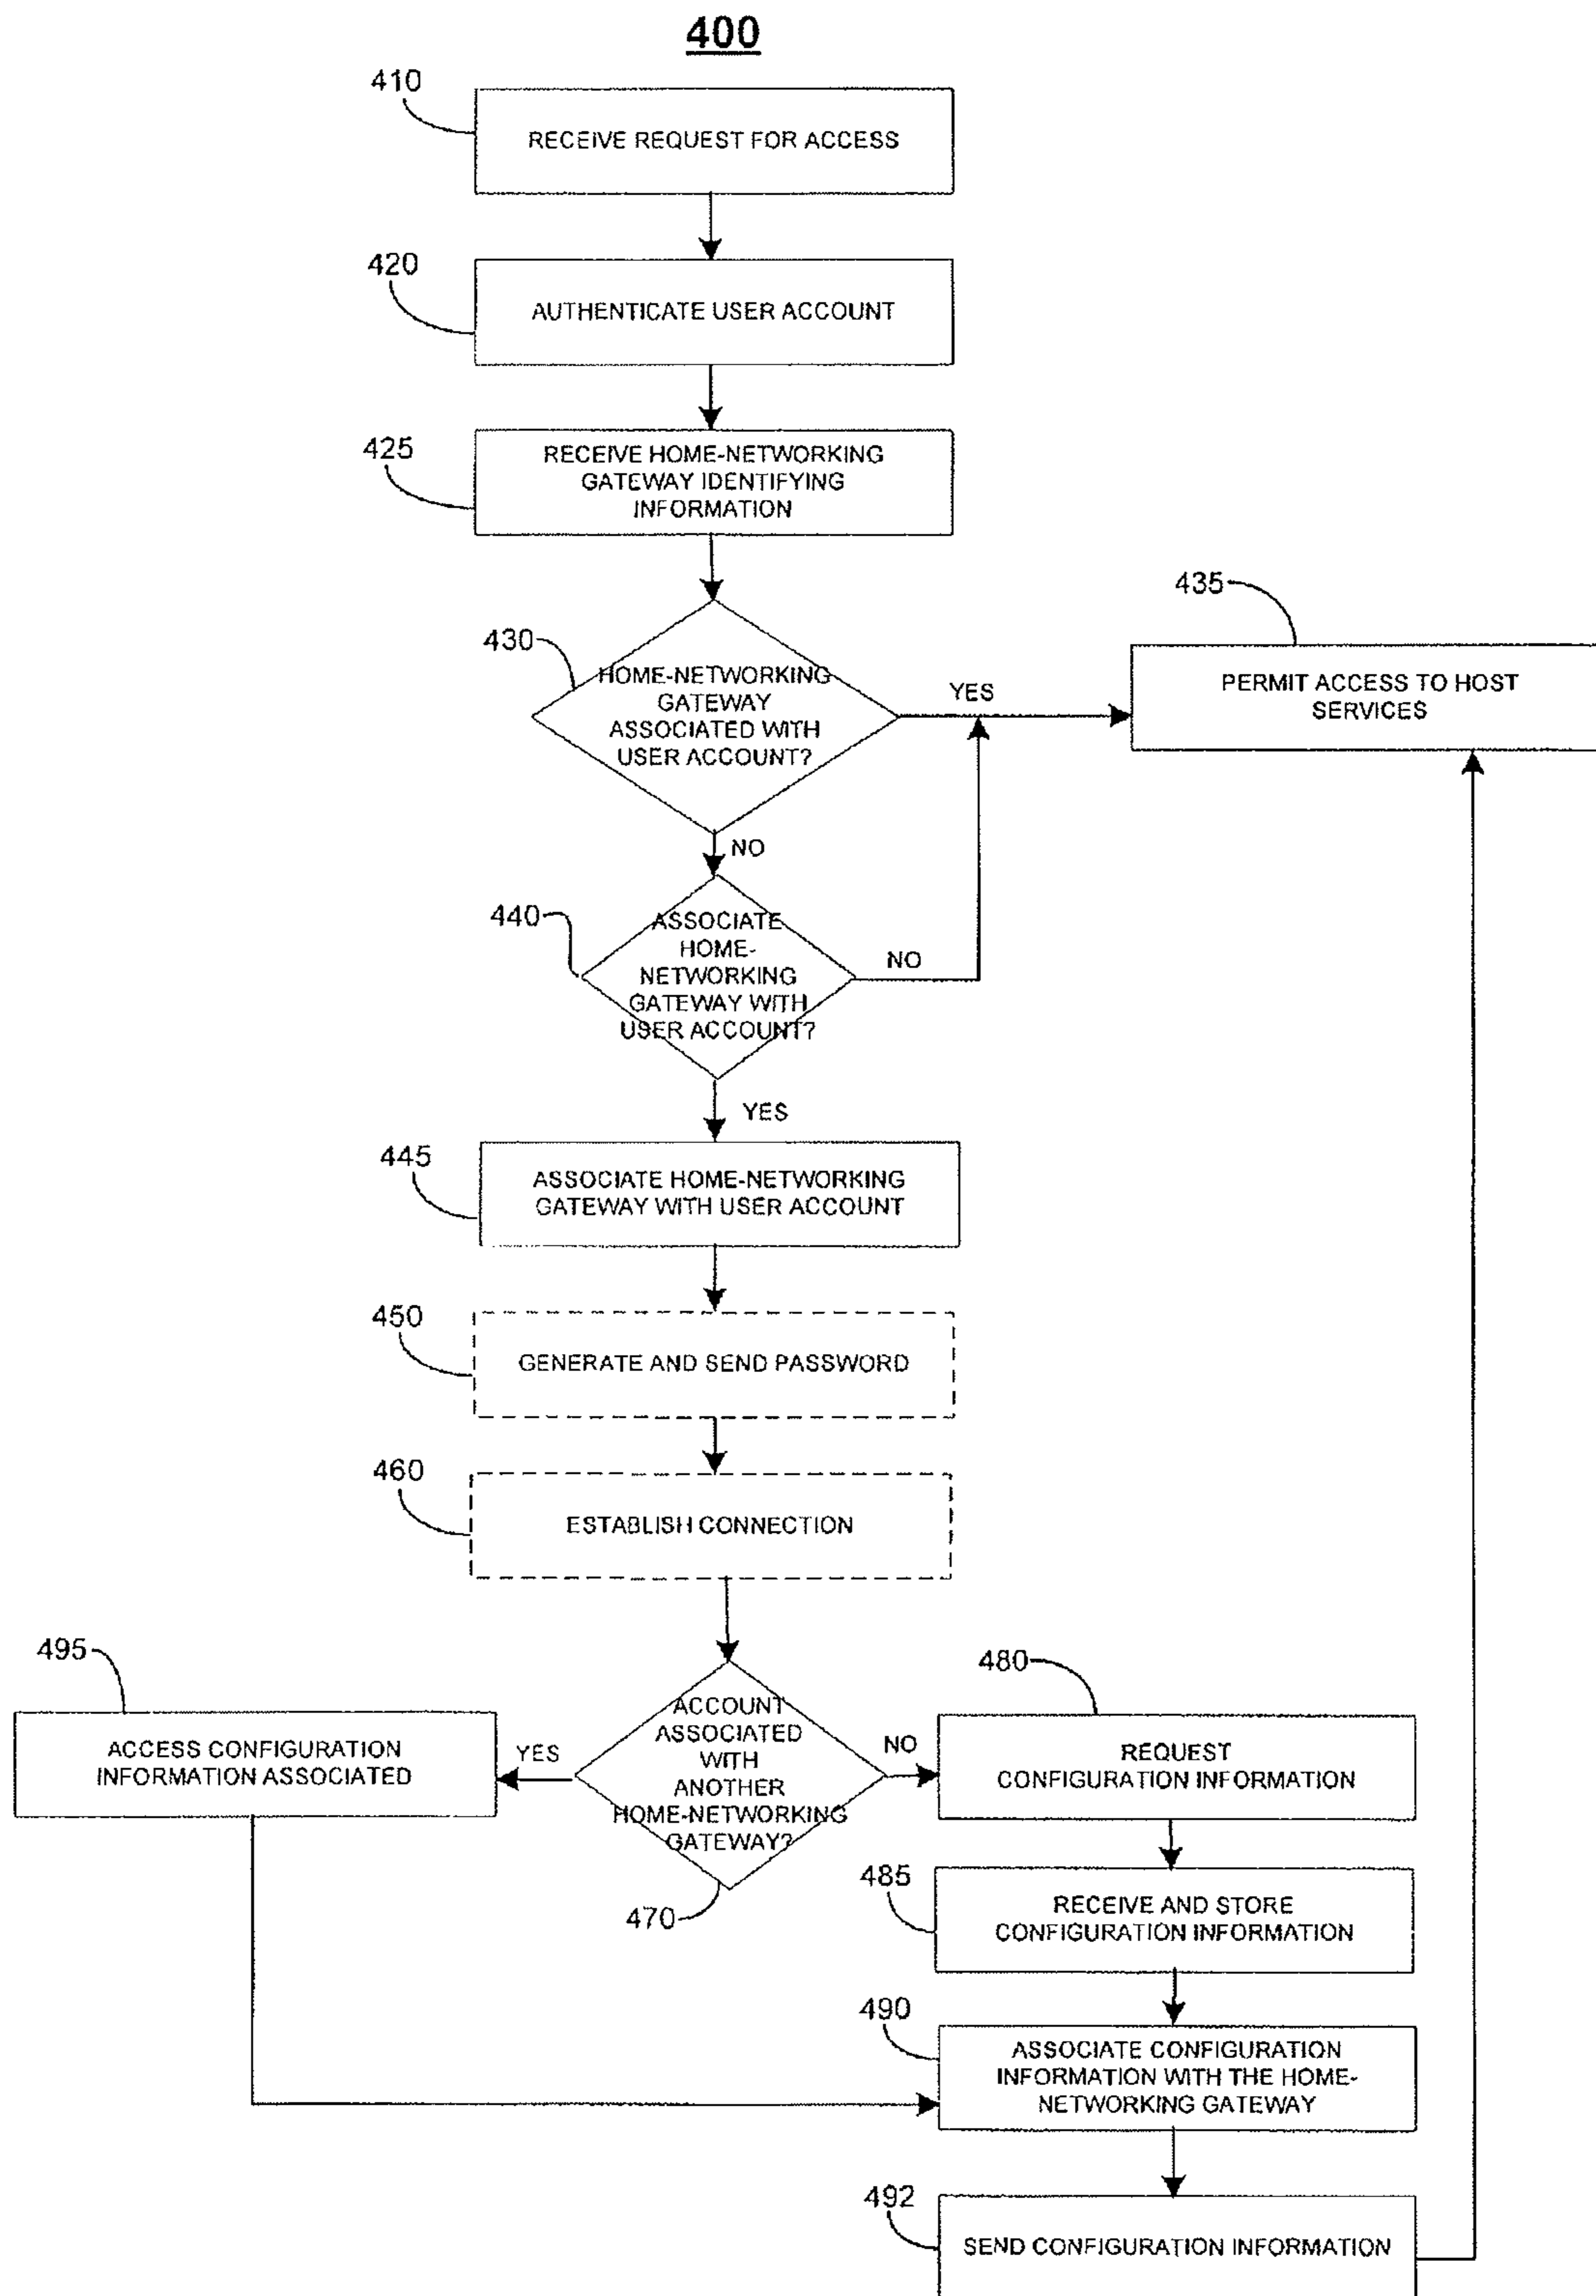 400
410
RECEIVE REQUEST FOR ACCESS
420
AUTHENTICATE USER ACCOUNT
425
RECEIVE HOME-NETWORKING
GATEWAY IDENTIFYING
INFORMATION
430
HOME-NETWORKING
GATEWAY
ASSOCIATED WITH
USER ACCOUNT?
YES
435
PERMIT ACCESS TO HOST
SERVICES
NO
440
ASSOCIATE
HOME-
NETWORKING
GATEWAY WITH
USER ACCOUNT?
NO
YES
445
ASSOCIATE HOME-NETWORKING
GATEWAY WITH USER ACCOUNT
450
GENERATE AND SEND PASSWORD
460
ESTABLISH CONNECTION
470
ACCOUNT
ASSOCIATED
WITH
ANOTHER
HOME-NETWORKING
GATEWAY?
YES
495
ACCESS CONFIGURATION
INFORMATION ASSOCIATED
NO
480
REQUEST
CONFIGURATION INFORMATION
485
RECEIVE AND STORE
CONFIGURATION INFORMATION
490
ASSOCIATE CONFIGURATION
INFORMATION WITH THE HOME-
NETWORKING GATEWAY
492
SEND CONFIGURATION INFORMATION